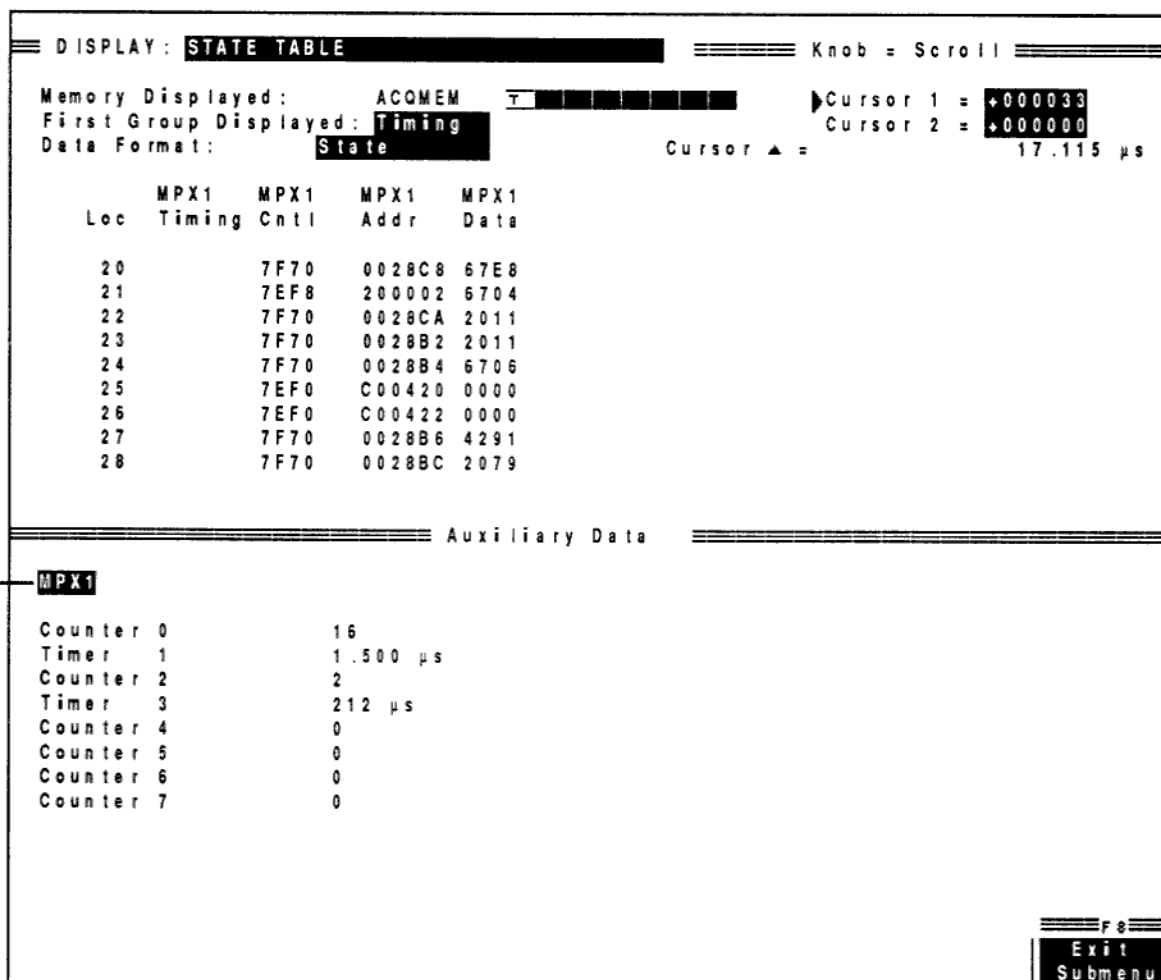 DISPLAY: STATE TABLE Knob = Scroll
Memory Displayed: ACQMEM T Cursor 1 = +000033
First Group Displayed: Timing Cursor 2 = +000000
Data Format: State Cursor ▲ = 17.115 µs
MPX1 MPX1 MPX1 MPX1
Loc Timing Cntl Addr Data
20 7F70 0028C8 67E8
21 7EF8 200002 6704
22 7F70 0028CA 2011
23 7F70 0028B2 2011
24 7F70 0028B4 6706
25 7EF0 C00420 0000
26 7EF0 C00422 0000
27 7F70 0028B6 4291
28 7F70 0028BC 2079
Auxiliary Data
MPX1
Counter 0 16
Timer 1 1.500 µs
Counter 2 2
Timer 3 212 µs
Counter 4 0
Counter 5 0
Counter 6 0
Counter 7 0
F8
Exit
Submenu